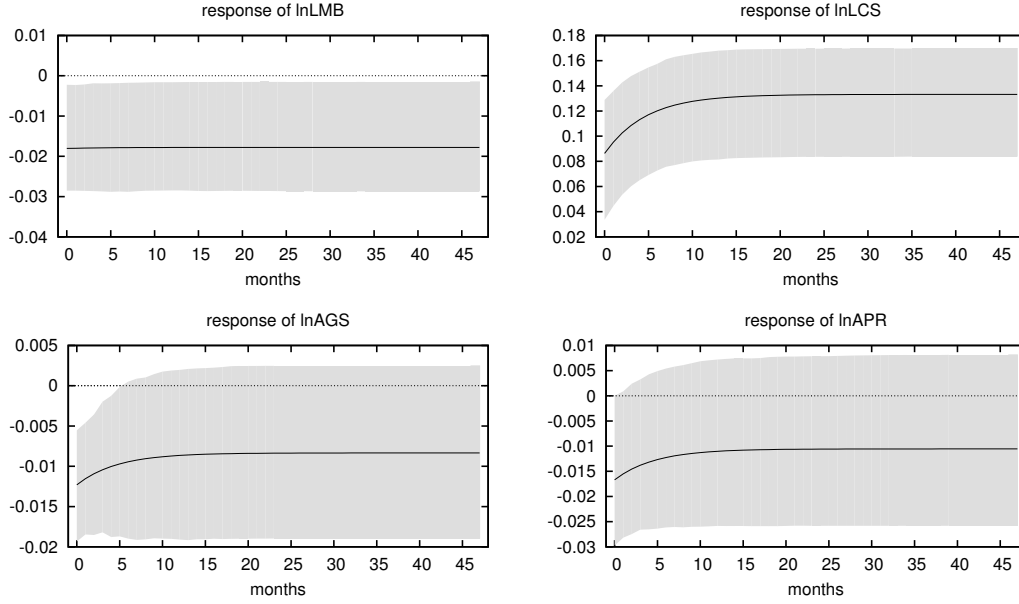 response of lnLMB
0.01
0
-0.01
-0.02
-0.03
-0.04
0 5 10 15 20 25 30 35 40 45
months
response of lnLCS
0.18
0.16
0.14
0.12
0.1
0.08
0.06
0.04
0.02
0 5 10 15 20 25 30 35 40 45
months
response of lnAGS
0.005
0
-0.005
-0.01
-0.015
-0.02
0 5 10 15 20 25 30 35 40 45
months
response of lnAPR
0.01
0.005
0
-0.005
-0.01
-0.015
-0.02
-0.025
-0.03
0 5 10 15 20 25 30 35 40 45
months